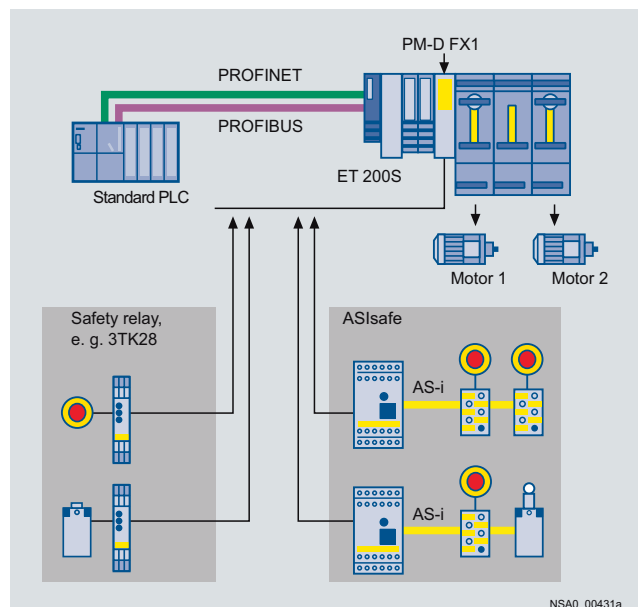 PM-D FX1
PROFINET
PROFIBUS
ET 200S
Standard PLC
Motor 1
Motor 2
Safety relay,
e. g. 3TK28
ASIsafe
AS-i
AS-i
NSA0_00431a